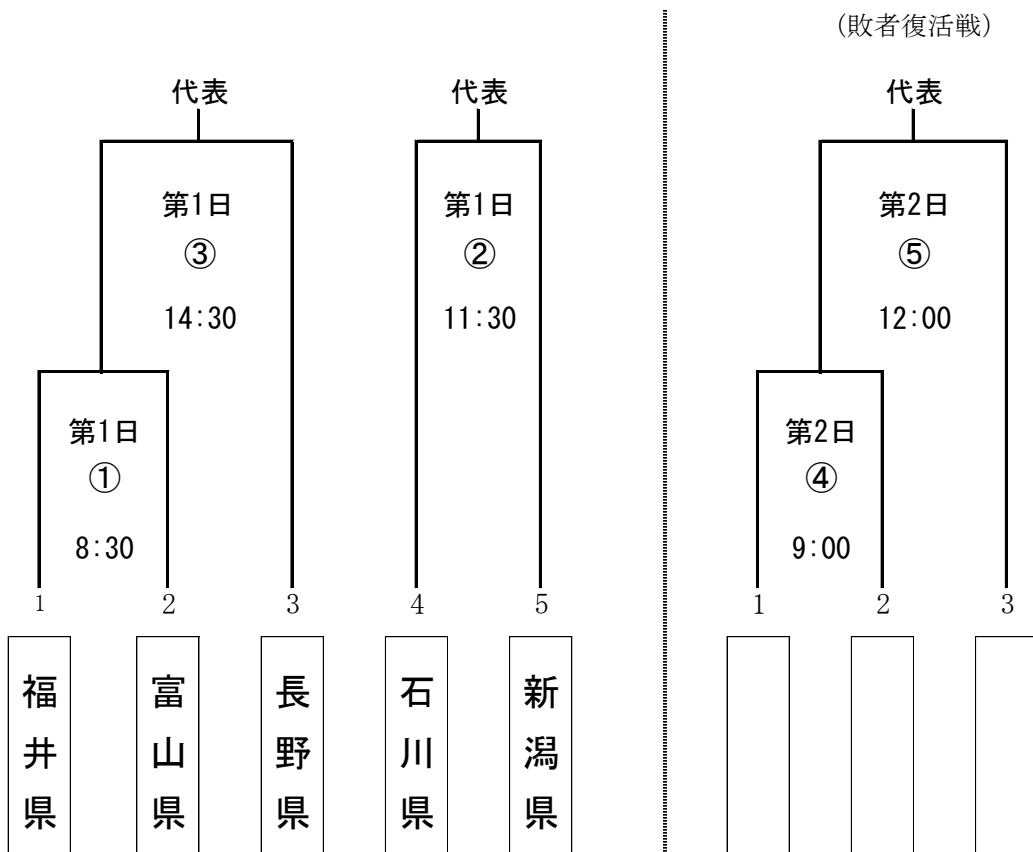 (敗者復活戦)
代表
代表
代表
第1日
③
14:30
第1日
②
11:30
第2日
⑤
12:00
第1日
①
8:30
第2日
④
9:00
1
2
3
4
5
1
2
3
福井県
富山県
長野県
石川県
新潟県